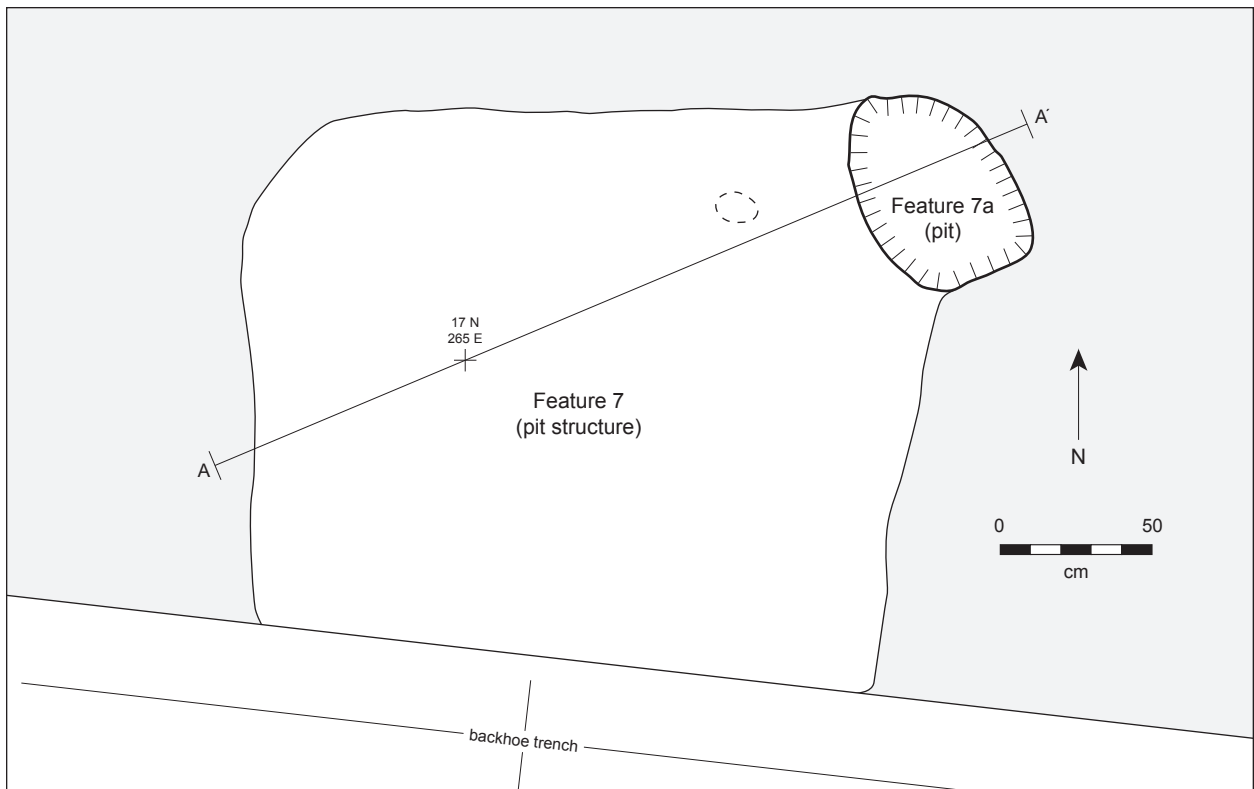 A´
Feature 7a
(pit)
17 N
265 E
Feature 7
(pit structure)
A
N
0 50
cm
backhoe trench